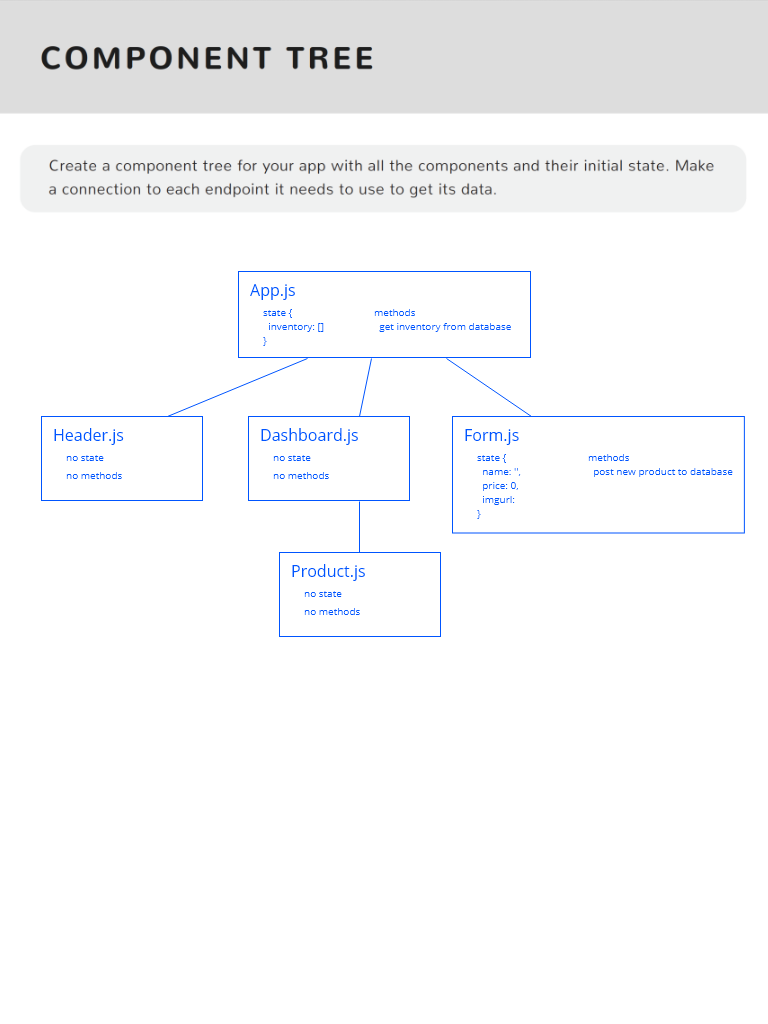 COMPONENT TREE
Create a component tree for your app with all the components and their initial state. Make
a connection to each endpoint it needs to use to get its data.
App.js
state {
inventory: []
}
methods
get inventory from database
Header.js
no state
no methods
Dashboard.js
no state
no methods
Form.js
state {
name: '',
price: 0,
imgurl:
}
methods
post new product to database
Product.js
no state
no methods